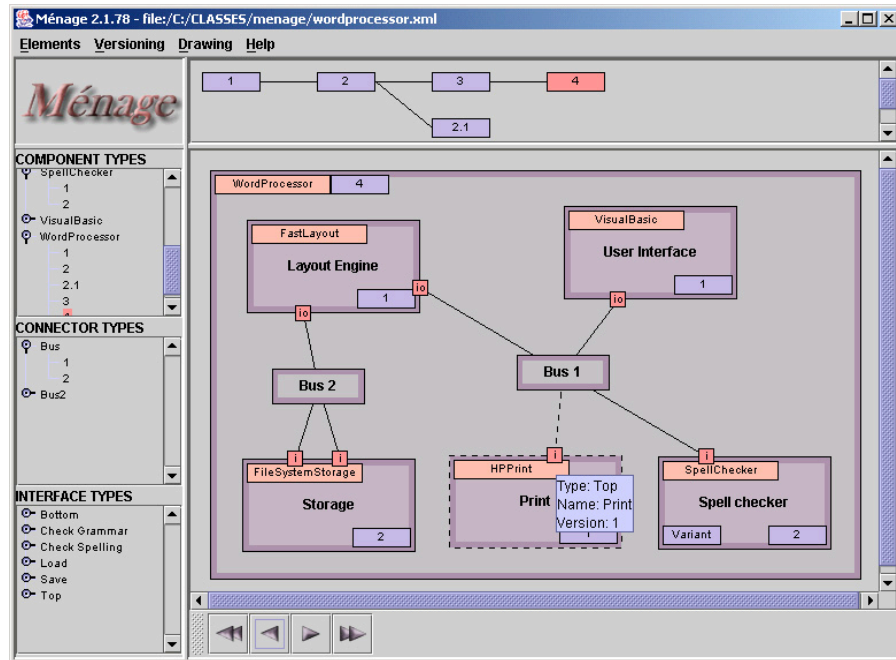 Ménage 2.1.78 - file:/C:/CLASSES/menage/wordprocessor.xml
Elements Versioning Drawing Help
Ménage
1 2 3 4
2.1
COMPONENT TYPES
SpellChecker
1
2
VisualBasic
WordProcessor
1
2
2.1
3
CONNECTOR TYPES
Bus
1
2
Bus2
INTERFACE TYPES
Bottom
Check Grammar
Check Spelling
Load
Save
Top
WordProcessor 4
FastLayout
Layout Engine
1
io
io
VisualBasic
User Interface
1
io
Bus 2
Bus 1
i i
FileSystemStorage
Storage
2
i
HPPrint
Print
Type: Top
Name: Print
Version: 1
i
SpellChecker
Spell checker
Variant 2